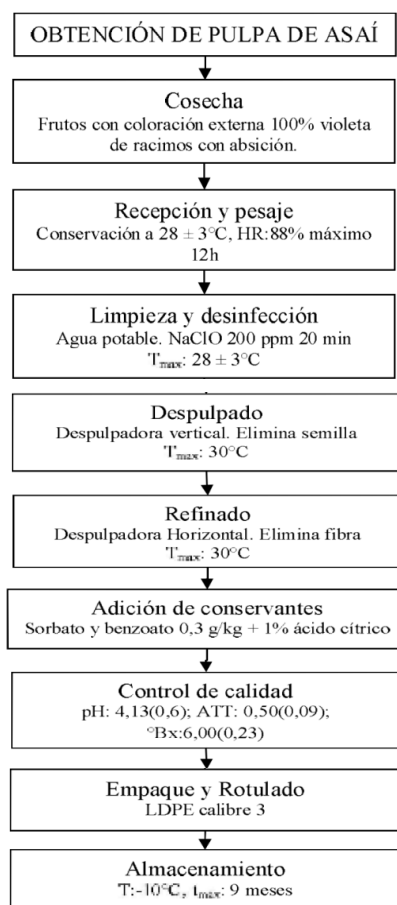 OBTENCIÓN DE PULPA DE ASAÍ
Cosecha
Frutos con coloración externa 100% violeta
de racimos con absición.
Recepción y pesaje
Conservación a 28 ± 3°C, HR:88% máximo
12h
Limpieza y desinfección
Agua potable. NaClO 200 ppm 20 min
Tmax: 28 ± 3°C
Despulpado
Despulpadora vertical. Elimina semilla
Tmax: 30°C
Refinado
Despulpadora Horizontal. Elimina fibra
Tmax: 30°C
Adición de conservantes
Sorbato y benzoato 0,3 g/kg + 1% ácido cítrico
Control de calidad
pH: 4,13(0,6); ATT: 0,50(0,09);
°Bx:6,00(0,23)
Empaque y Rotulado
LDPE calibre 3
Almacenamiento
T:-10°C, tmax: 9 meses